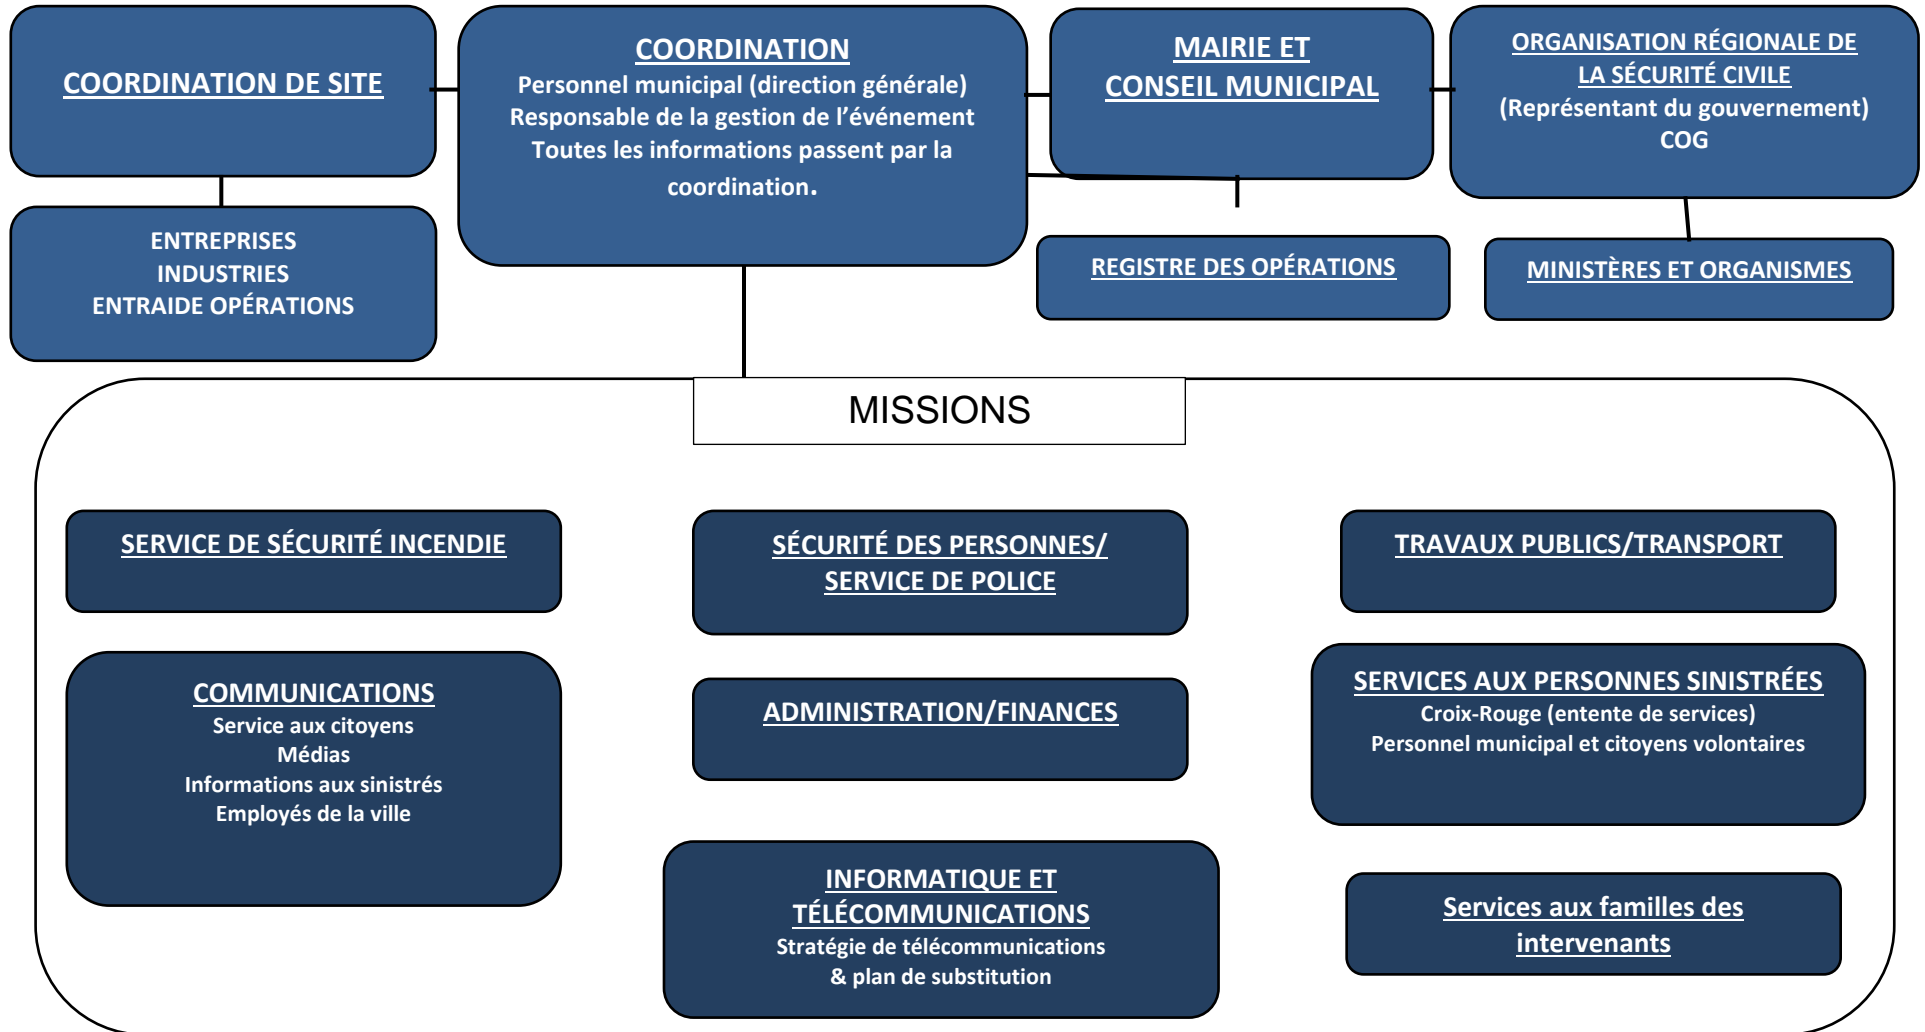 COORDINATION DE SITE
COORDINATION
Personnel municipal (direction générale)
Responsable de la gestion de l'événement
Toutes les informations passent par la
coordination.
MAIRIE ET
CONSEIL MUNICIPAL
ORGANISATION RÉGIONALE DE
LA SÉCURITÉ CIVILE
(Représentant du gouvernement)
COG
ENTREPRISES
INDUSTRIES
ENTRAIDE OPÉRATIONS
REGISTRE DES OPÉRATIONS
MINISTÈRES ET ORGANISMES
MISSIONS
SERVICE DE SÉCURITÉ INCENDIE
SÉCURITÉ DES PERSONNES/
SERVICE DE POLICE
TRAVAUX PUBLICS/TRANSPORT
COMMUNICATIONS
Service aux citoyens
Médias
Informations aux sinistrés
Employés de la ville
ADMINISTRATION/FINANCES
SERVICES AUX PERSONNES SINISTRÉES
Croix-Rouge (entente de services)
Personnel municipal et citoyens volontaires
INFORMATIQUE ET
TÉLÉCOMMUNICATIONS
Stratégie de télécommunications
& plan de substitution
Services aux familles des
intervenants